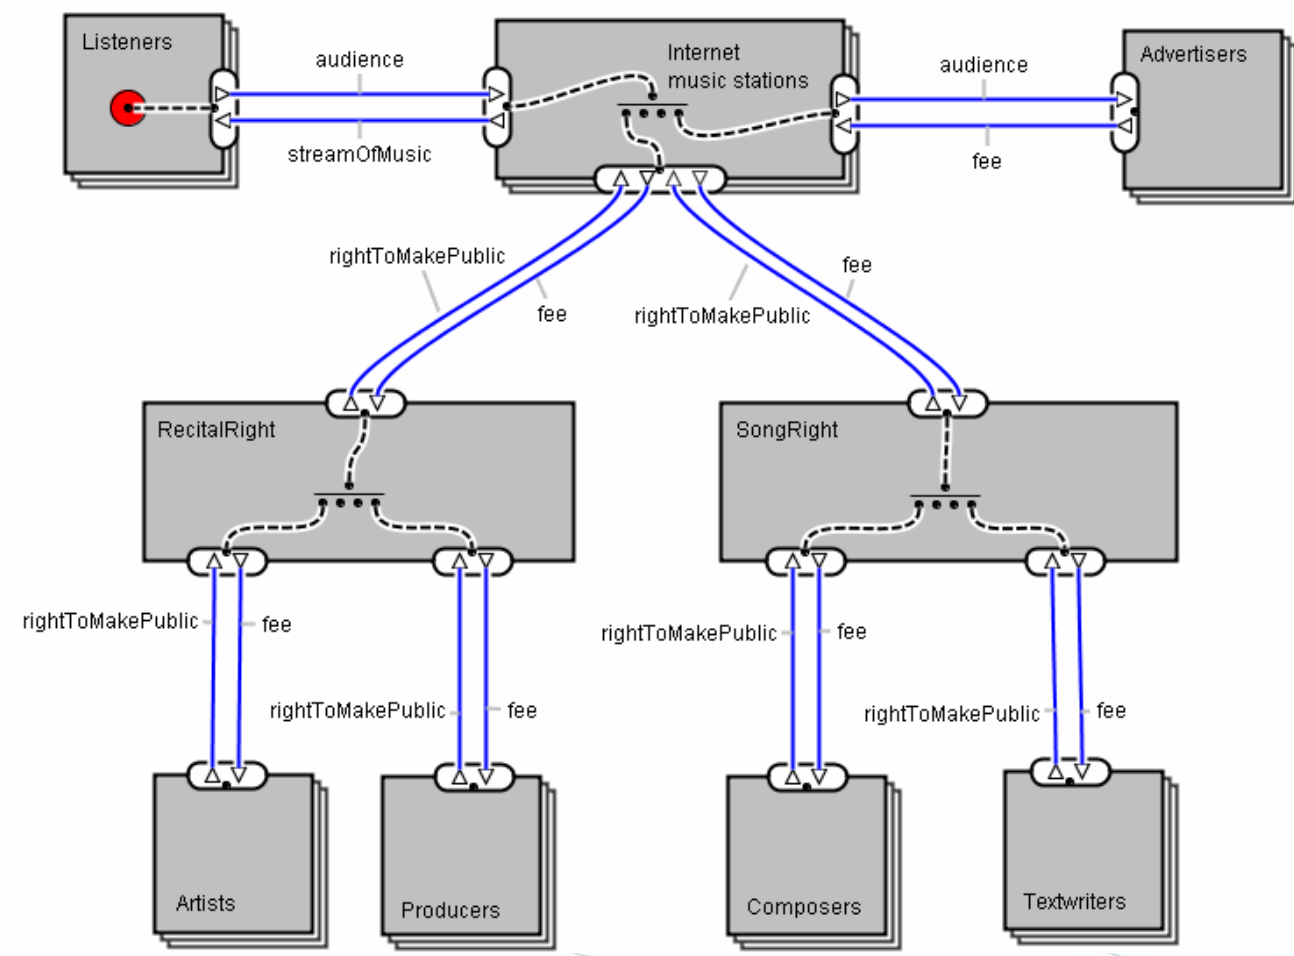 Listeners
audience
streamOfMusic
Internet
music stations
audience
fee
Advertisers
rightToMakePublic
fee
rightToMakePublic
fee
RecitalRight
SongRight
rightToMakePublic
fee
rightToMakePublic
fee
rightToMakePublic
fee
rightToMakePublic
fee
Artists
Producers
Composers
Textwriters